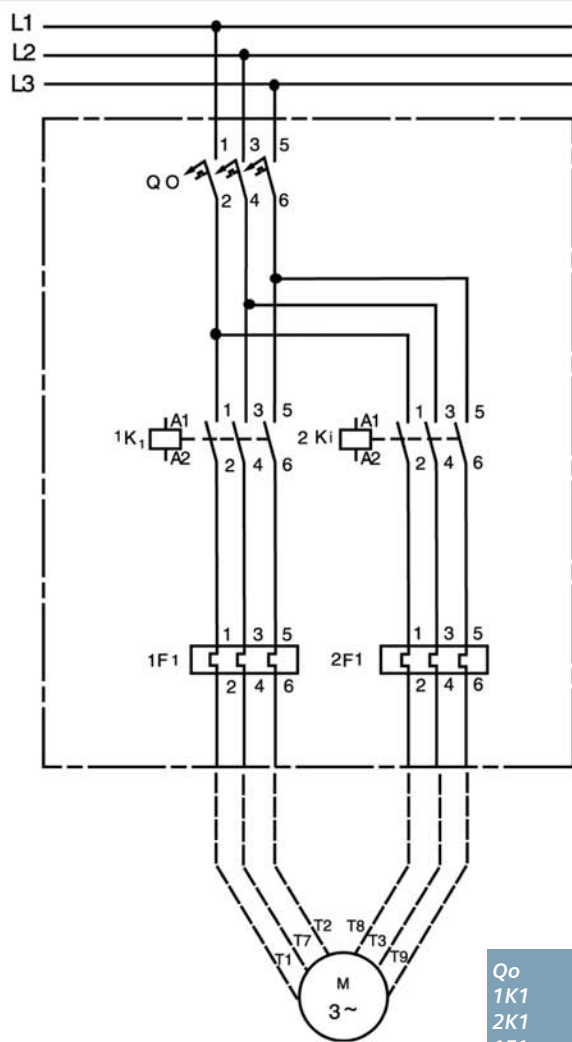 L1
L2
L3
1 3 5
Q O
2 4 6
1K1 A1 A2 1 3 5 2 4 6
2 Ki A1 A2 1 3 5 2 4 6
1F1 1 3 5 2 4 6
2F1 1 3 5 2 4 6
T1 T7 T2 T8 T3 T9
M
3~
Qo
1K1
2K1